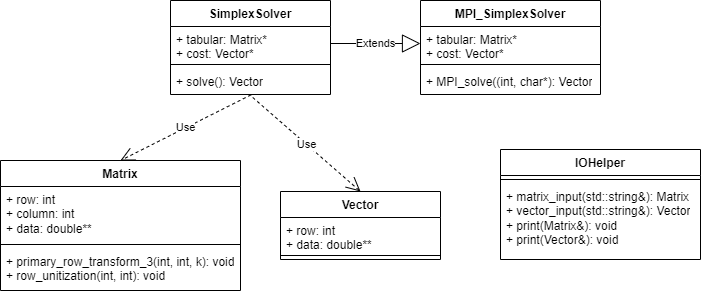 SimplexSolver
+ tabular: Matrix*
+ cost: Vector*
+ solve(): Vector
Extends
MPI_SimplexSolver
+ tabular: Matrix*
+ cost: Vector*
+ MPI_solve((int, char*): Vector
Use
Use
Matrix
+ row: int
+ column: int
+ data: double**
+ primary_row_transform_3(int, int, k): void
+ row_unitization(int, int): void
Vector
+ row: int
+ data: double**
IOHelper
+ matrix_input(std::string&): Matrix
+ vector_input(std::string&): Vector
+ print(Matrix&): void
+ print(Vector&): void